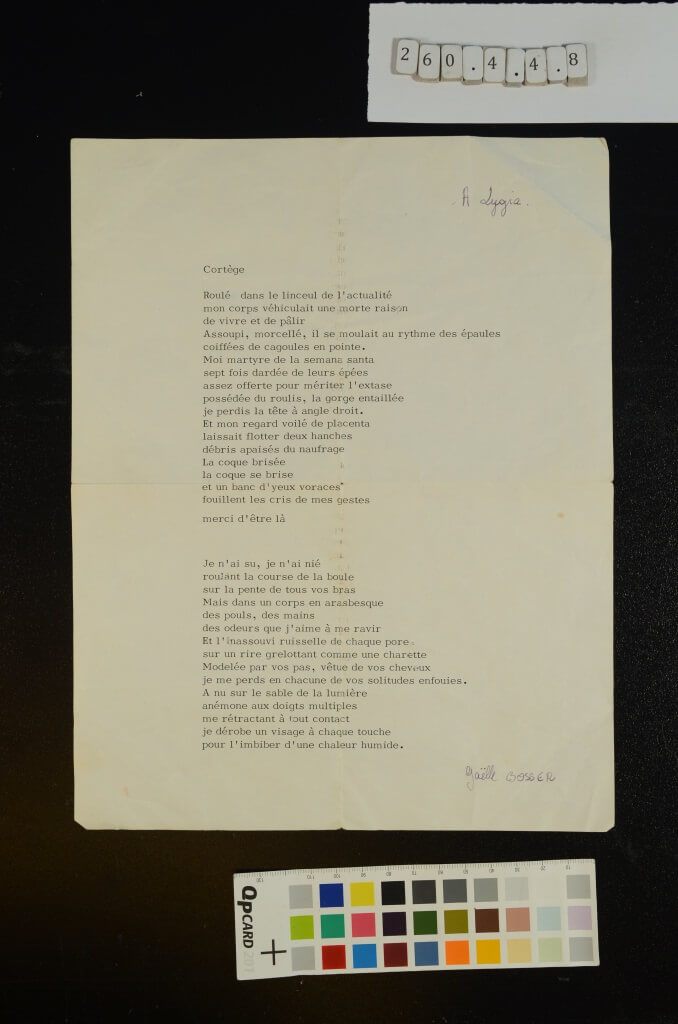 260.4.4.8
A Lygia.
Cortège
Roulé dans le linceul de l'actualité
mon corps véhiculait une morte raison
de vivre et de pâlir
Assoupi, morcellé, il se moulait au rythme des épaules
coiffées de cagoules en pointe.
Moi martyre de la semana santa
sept fois dardée de leurs épées
assez offerte pour mériter l'extase
possédée du roulis, la gorge entaillée
je perdis la tête à angle droit.
Et mon regard voilé de placenta
laissait flotter deux hanches
débris apaisés du naufrage
La coque brisée
la coque se brise
et un banc d'yeux voraces
fouillent les cris de mes gestes
merci d'être là
Je n'ai su, je n'ai nié
roulant la course de la boule
sur la pente de tous vos bras
Mais dans un corps en arasbesque
des pouls, des mains
des odeurs que j'aime à me ravir
Et l'inassouvi ruisselle de chaque pore
sur un rire grelottant comme une charette
Modelée par vos pas, vêtue de vos cheveux
je me perds en chacune de vos solitudes enfouies.
A nu sur le sable de la lumière
anémone aux doigts multiples
me rétractant à tout contact
je dérobe un visage à chaque touche
pour l'imbiber d'une chaleur humide.
Gaëlle BOSSER
QPCARD 201